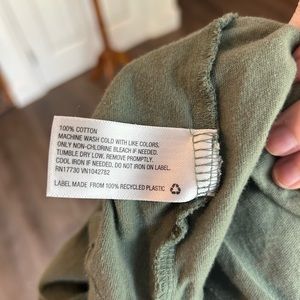 100% COTTON
MACHINE WASH COLD WITH LIKE COLORS.
ONLY NON-CHLORINE BLEACH IF NEEDED.
TUMBLE DRY LOW. REMOVE PROMPTLY.
COOL IRON IF NEEDED. DO NOT IRON ON LABEL.
RN17730 VN1042782
LABEL MADE FROM 100% RECYCLED PLASTIC